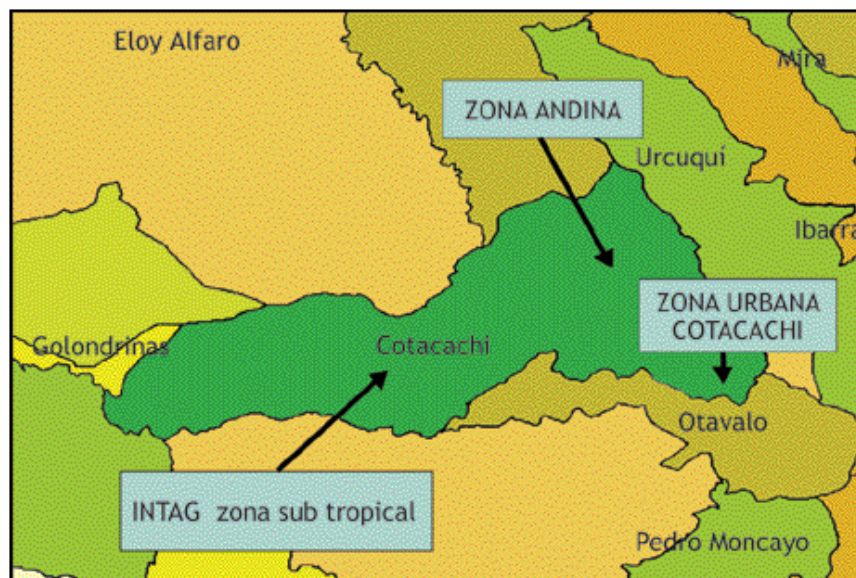 Eloy Alfaro
Mira
ZONA ANDINA
Urcuquí
Ibarra
ZONA URBANA
COTACACHI
Golondrinas
Cotacachi
Otavalo
INTAG zona sub tropical
Pedro Moncayo